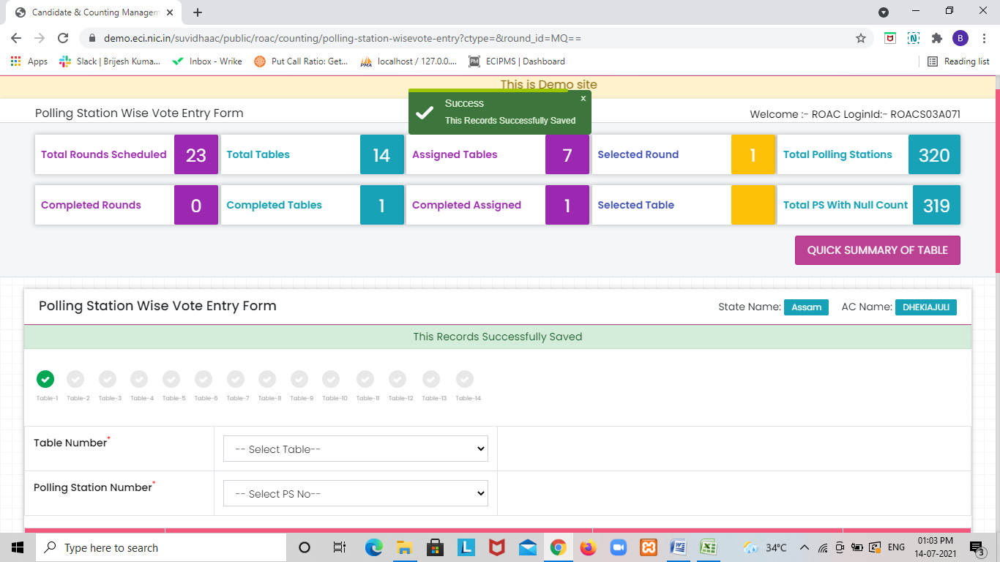 Candidate & Counting Managem
demo.eci.nic.in/suvidhaac/public/roac/counting/polling-station-wisevote-entry?ctype=&round_id=MQ==
B
Apps
Slack | Brijesh Kuma...
Inbox - Wrike
Put Call Ratio: Get...
localhost / 127.0.0....
ECIPMS | Dashboard
Reading list
This is Demo site
Success
x
This Records Successfully Saved
Polling Station Wise Vote Entry Form
Welcome :- ROAC LoginId:- ROACS03A071
Total Rounds Scheduled 23
Total Tables 14
Assigned Tables 7
Selected Round 1
Total Polling Stations 320
Completed Rounds 0
Completed Tables 1
Completed Assigned 1
Selected Table
Total PS With Null Count 319
QUICK SUMMARY OF TABLE
Polling Station Wise Vote Entry Form
State Name: Assam AC Name: DHEKIAJULI
This Records Successfully Saved
Table-1 Table-2 Table-3 Table-4 Table-5 Table-6 Table-7 Table-8 Table-9 Table-10 Table-11 Table-12 Table-13 Table-14
Table Number*
-- Select Table--
Polling Station Number*
-- Select PS No--
Type here to search
34°C
ENG
01:03 PM
14-07-2021
3